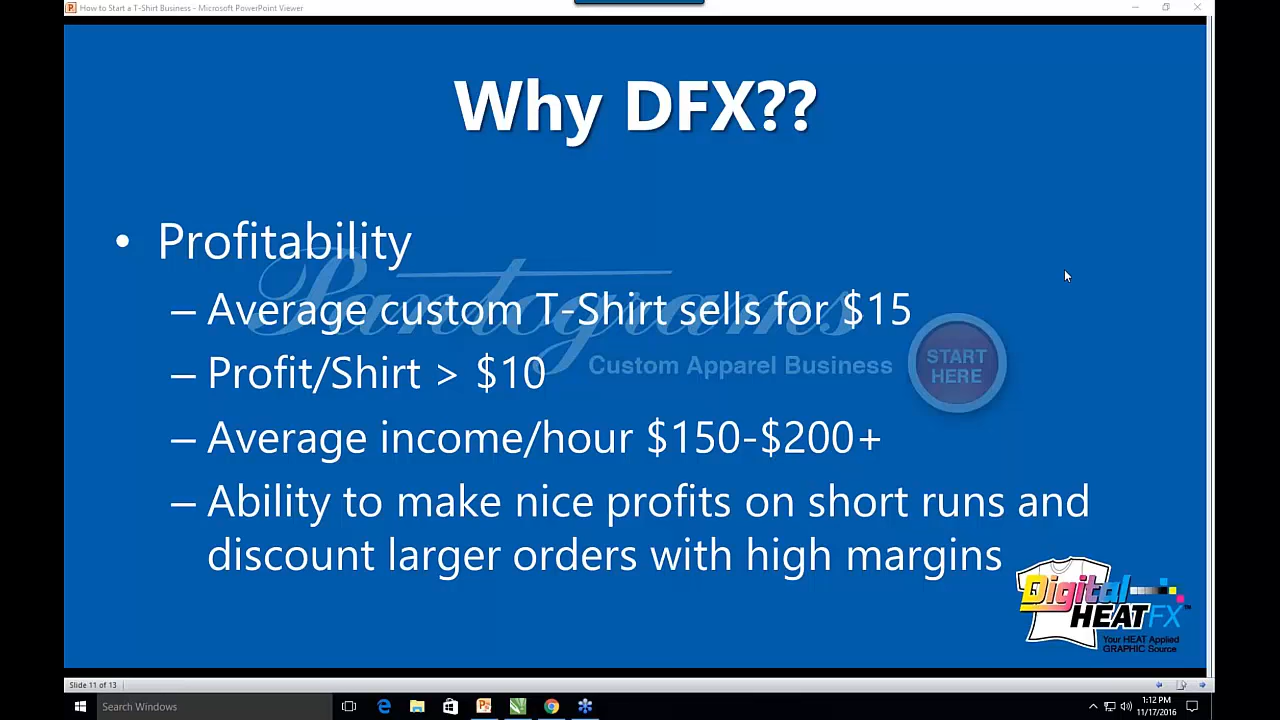 How to Start a T-Shirt Business - Microsoft PowerPoint Viewer
Why DFX??
• Profitability
– Average custom T-Shirt sells for $15
– Profit/Shirt > $10
– Average income/hour $150-$200+
– Ability to make nice profits on short runs and
discount larger orders with high margins
Pantograms
Custom Apparel Business
START
HERE
Digital
HEAT FX™
Your HEAT Applied
GRAPHIC Source
Slide 11 of 13
Search Windows
1:12 PM
11/17/2016